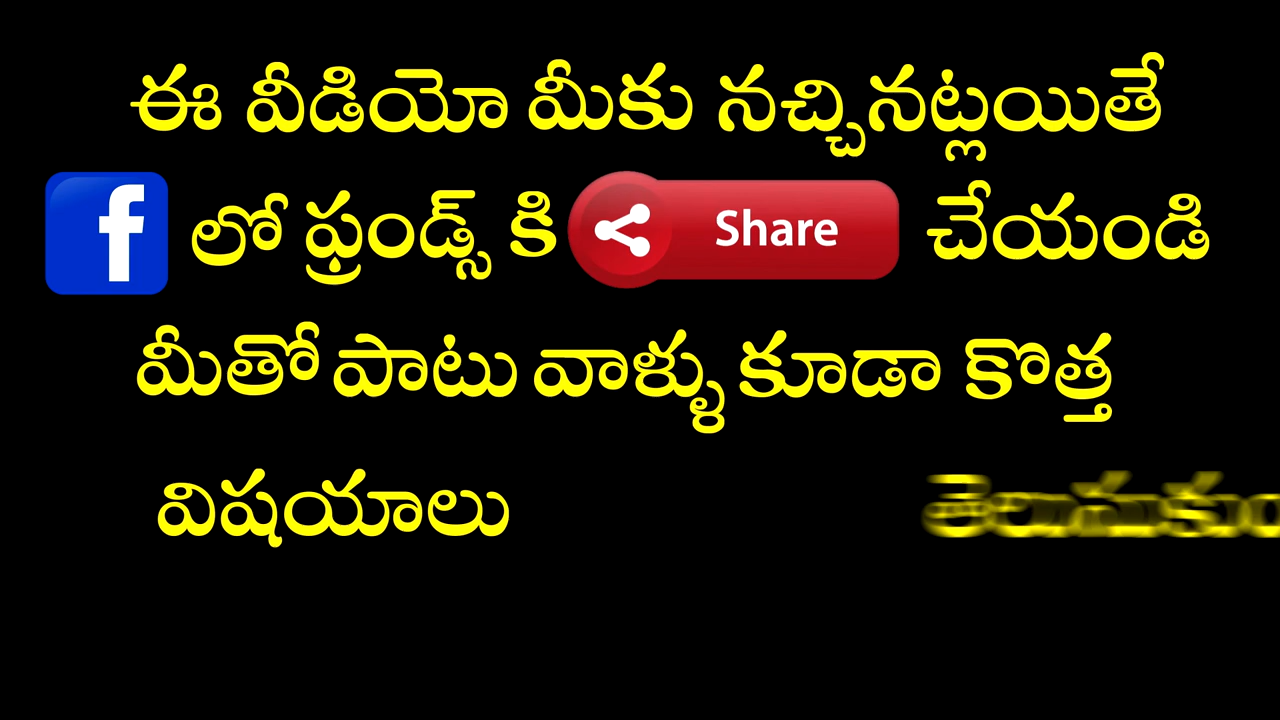 ఈ వీడియో మీకు నచ్చినట్లయితే
f లో ఫ్రండ్స్ కి Share చేయండి
మీతో పాటు వాళ్ళు కూడా కొత్త
విషయాలు